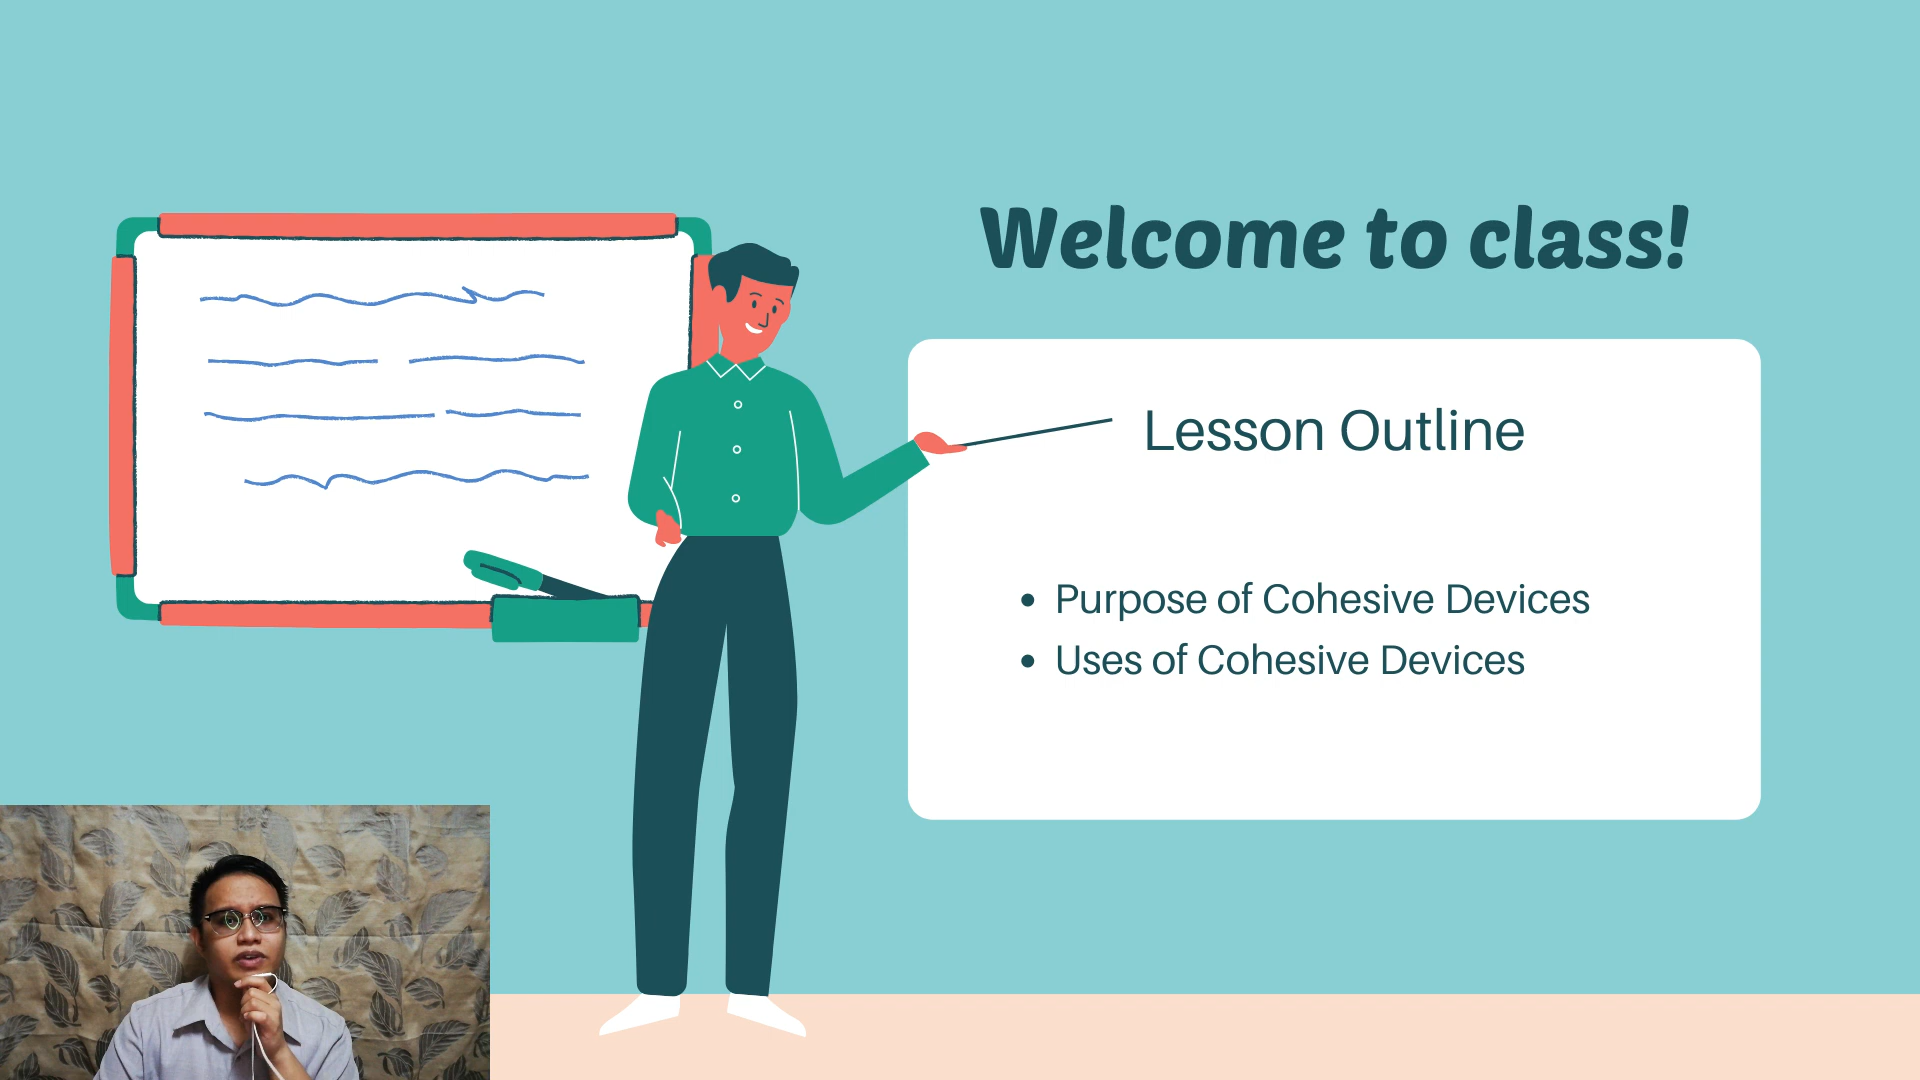 Welcome to class!
Lesson Outline
• Purpose of Cohesive Devices
• Uses of Cohesive Devices